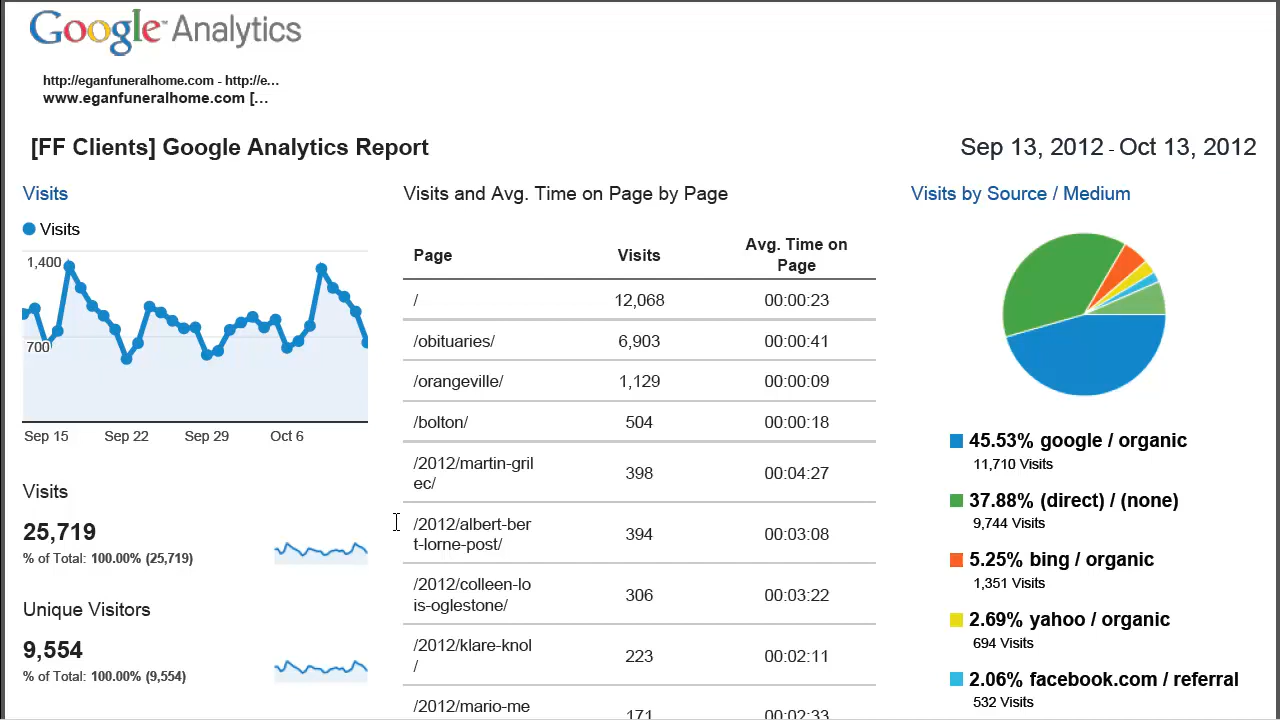 Google™ Analytics
http://eganfuneralhome.com - http://e...
www.eganfuneralhome.com [...
[FF Clients] Google Analytics Report
Sep 13, 2012 - Oct 13, 2012
Visits
Visits
1,400
700
Sep 15 Sep 22 Sep 29 Oct 6
Visits
25,719
% of Total: 100.00% (25,719)
Unique Visitors
9,554
% of Total: 100.00% (9,554)
Visits and Avg. Time on Page by Page
Page Visits Avg. Time on
Page
/ 12,068 00:00:23
/obituaries/ 6,903 00:00:41
/orangeville/ 1,129 00:00:09
/bolton/ 504 00:00:18
/2012/martin-gril
ec/ 398 00:04:27
/2012/albert-ber
t-lorne-post/ 394 00:03:08
/2012/colleen-lo
is-oglestone/ 306 00:03:22
/2012/klare-knol
/ 223 00:02:11
/2012/mario-me 171 00:02:33
Visits by Source / Medium
45.53% google / organic
11,710 Visits
37.88% (direct) / (none)
9,744 Visits
5.25% bing / organic
1,351 Visits
2.69% yahoo / organic
694 Visits
2.06% facebook.com / referral
532 Visits